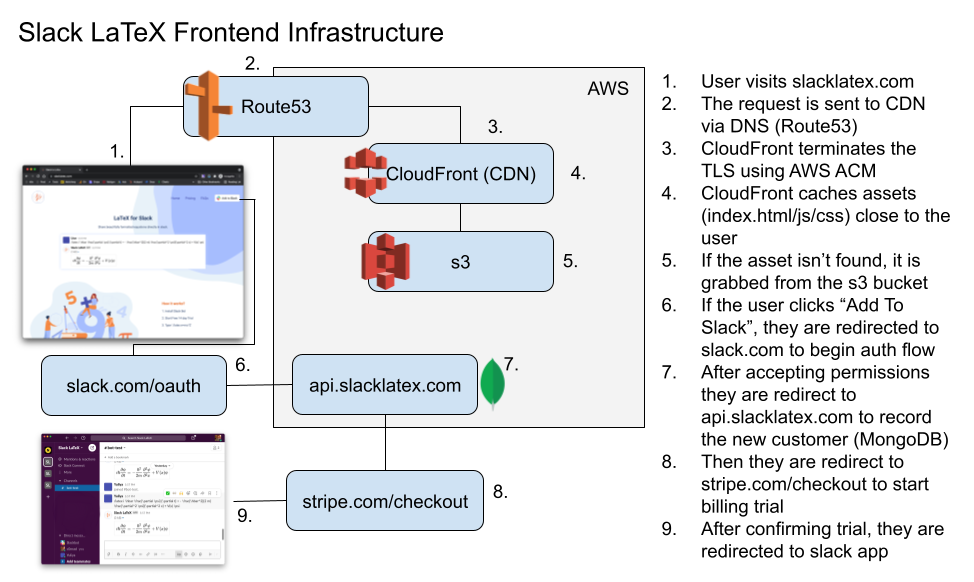 Slack LaTeX Frontend Infrastructure
2.
Route53
AWS
1.
3.
CloudFront (CDN)
4.
s3
5.
LaTeX for Slack
6.
slack.com/oauth
api.slacklatex.com
7.
Slack LaTeX
stripe.com/checkout
8.
9.
1. User visits slacklatex.com
2. The request is sent to CDN
via DNS (Route53)
3. CloudFront terminates the
TLS using AWS ACM
4. CloudFront caches assets
(index.html/js/css) close to the
user
5. If the asset isn’t found, it is
grabbed from the s3 bucket
6. If the user clicks “Add To
Slack”, they are redirected to
slack.com to begin auth flow
7. After accepting permissions
they are redirect to
api.slacklatex.com to record
the new customer (MongoDB)
8. Then they are redirect to
stripe.com/checkout to start
billing trial
9. After confirming trial, they are
redirected to slack app